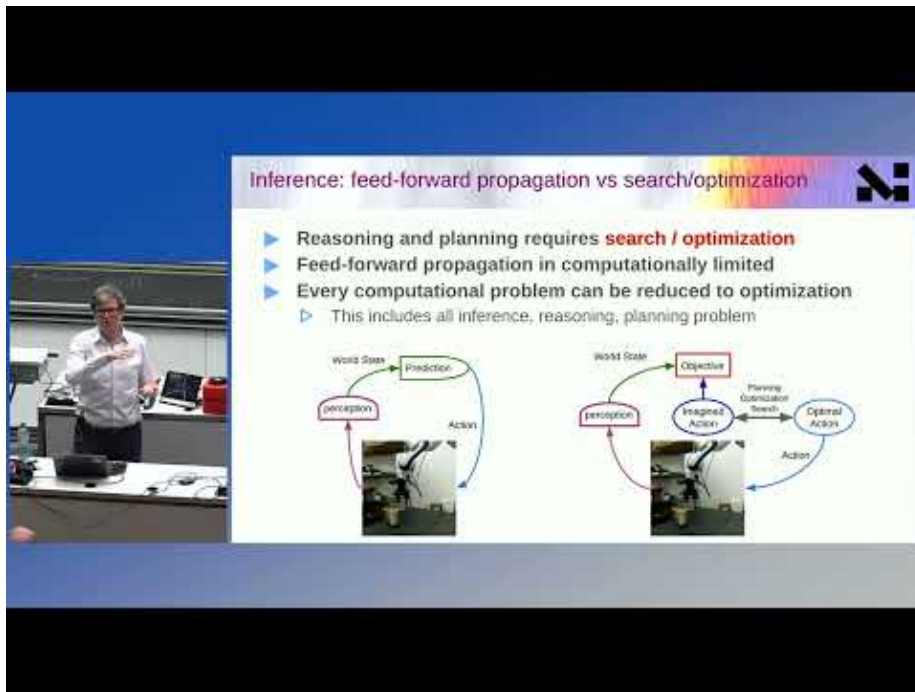 Inference: feed-forward propagation vs search/optimization
Reasoning and planning requires search / optimization
Feed-forward propagation in computationally limited
Every computational problem can be reduced to optimization
This includes all inference, reasoning, planning problem
World State
Prediction
perception
Action
World State
Objective
perception
Imagined
Action
Planning
Optimization
Search
Optimal
Action
Action